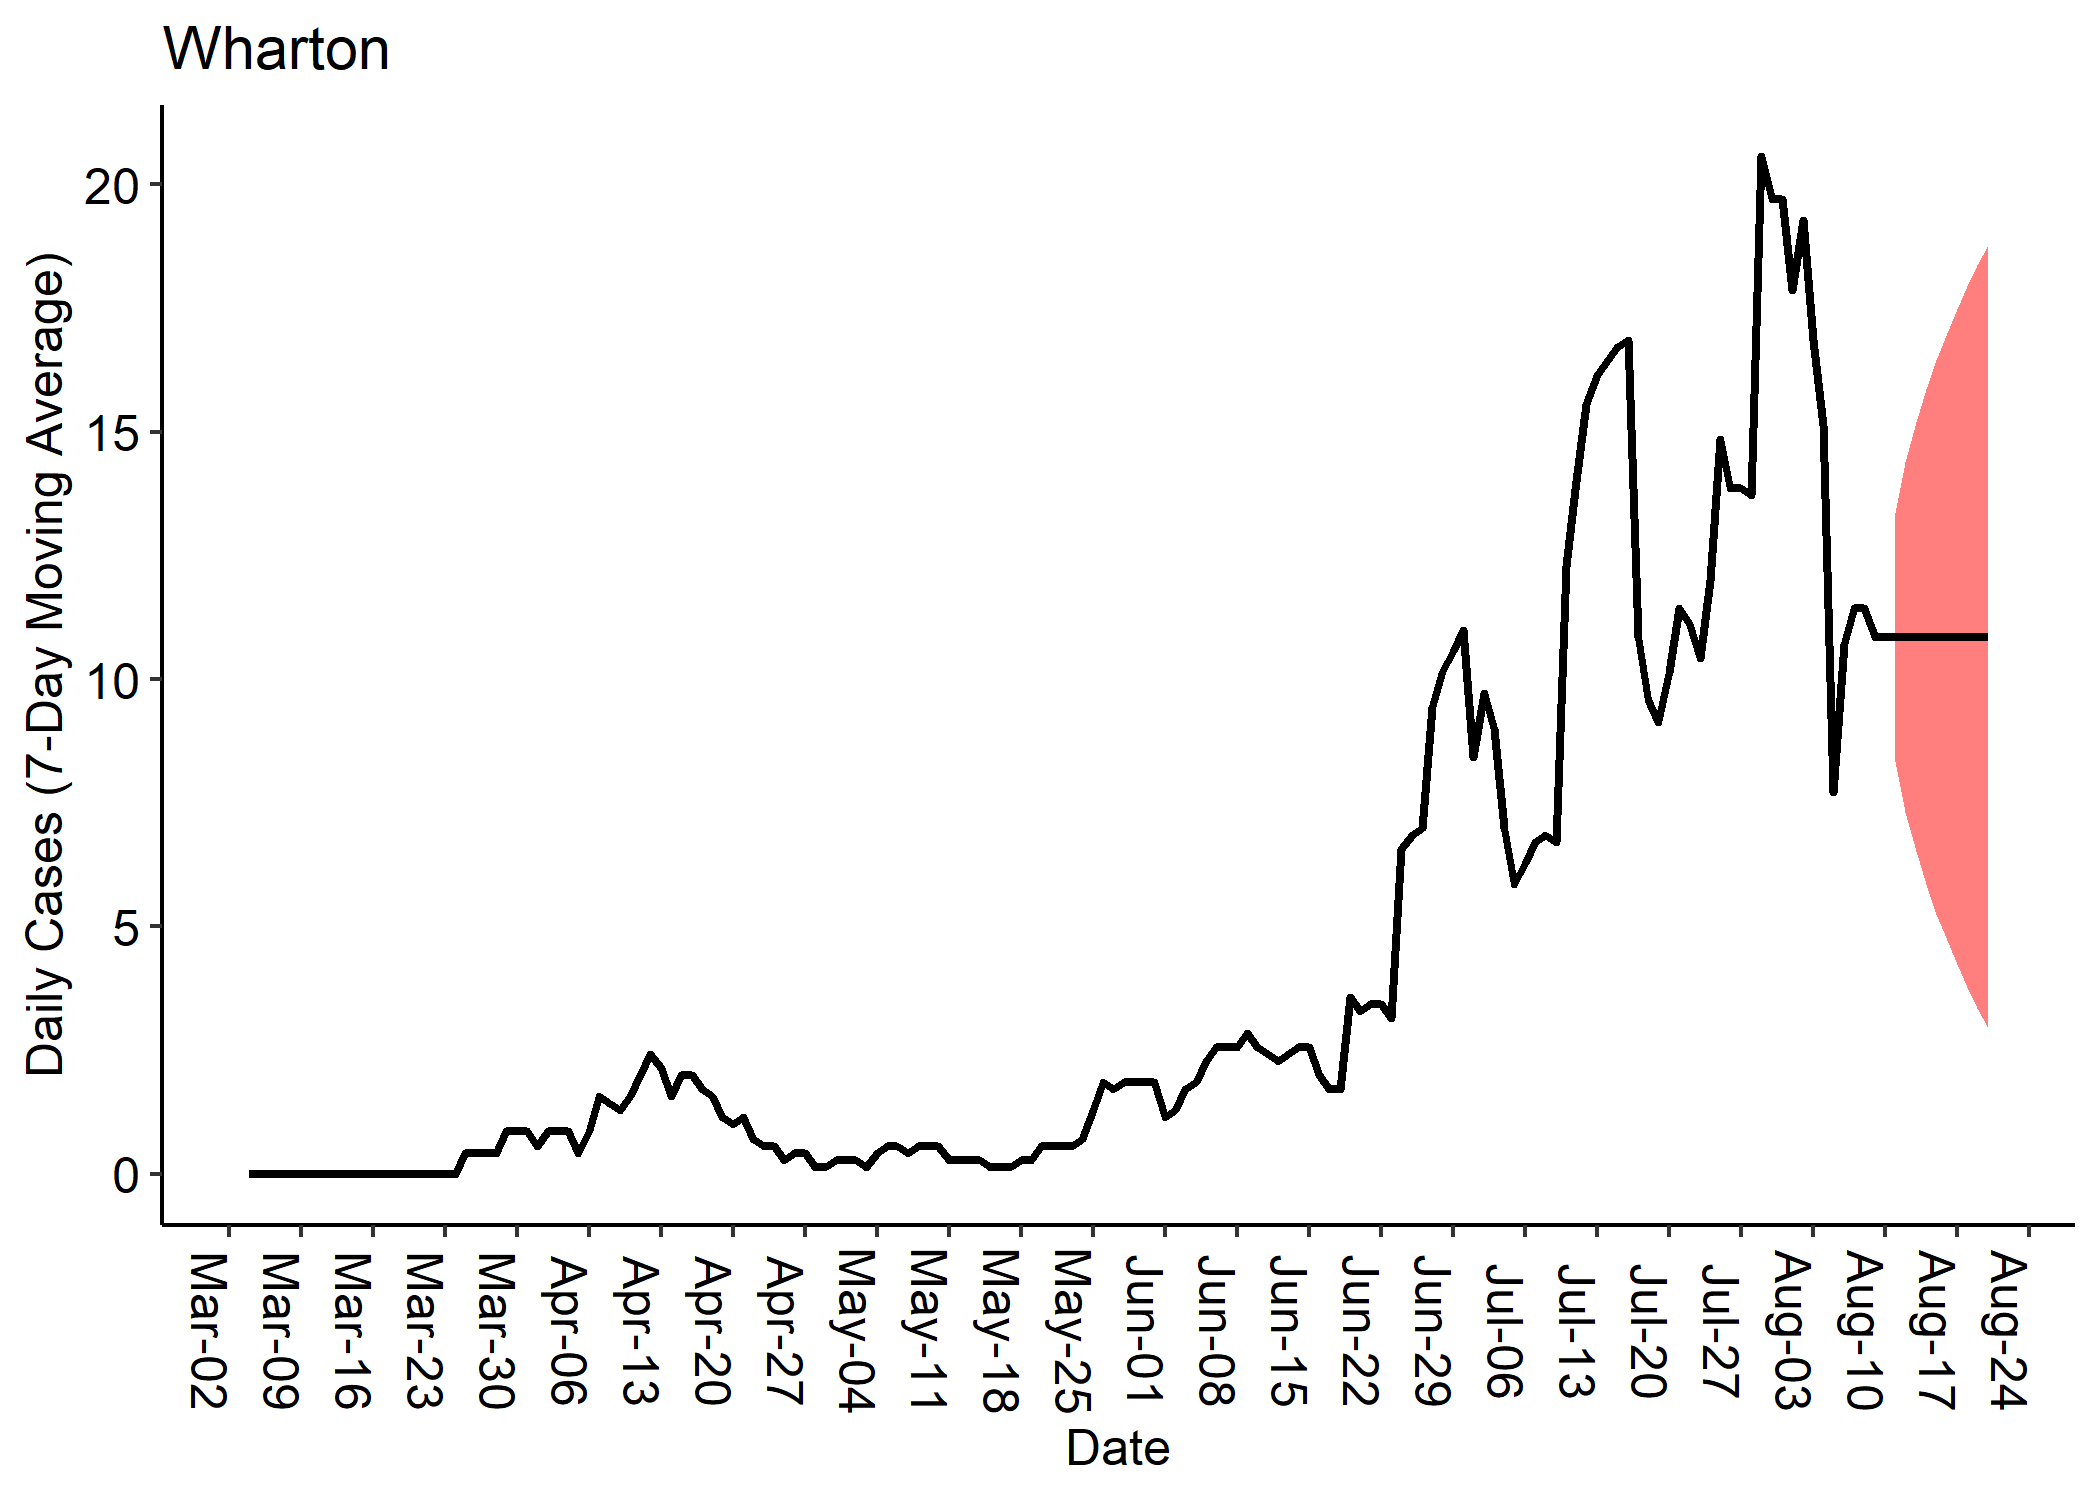 Wharton
Daily Cases (7-Day Moving Average)
20
15
10
5
0
Mar-02
Mar-09
Mar-16
Mar-23
Mar-30
Apr-06
Apr-13
Apr-20
Apr-27
May-04
May-11
May-18
May-25
Jun-01
Jun-08
Jun-15
Jun-22
Jun-29
Jul-06
Jul-13
Jul-20
Jul-27
Aug-03
Aug-10
Aug-17
Aug-24
Date